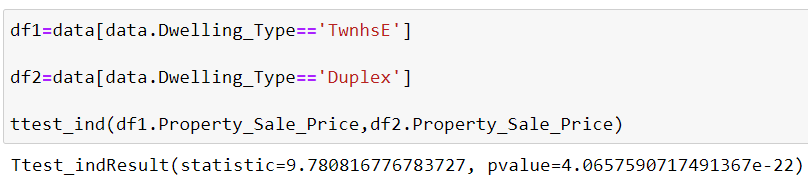 df1=data[data.Dwelling_Type=='TwnhsE']
df2=data[data.Dwelling_Type=='Duplex']
ttest_ind(df1.Property_Sale_Price,df2.Property_Sale_Price)
Ttest_indResult(statistic=9.780816776783727, pvalue=4.0657590717491367e-22)